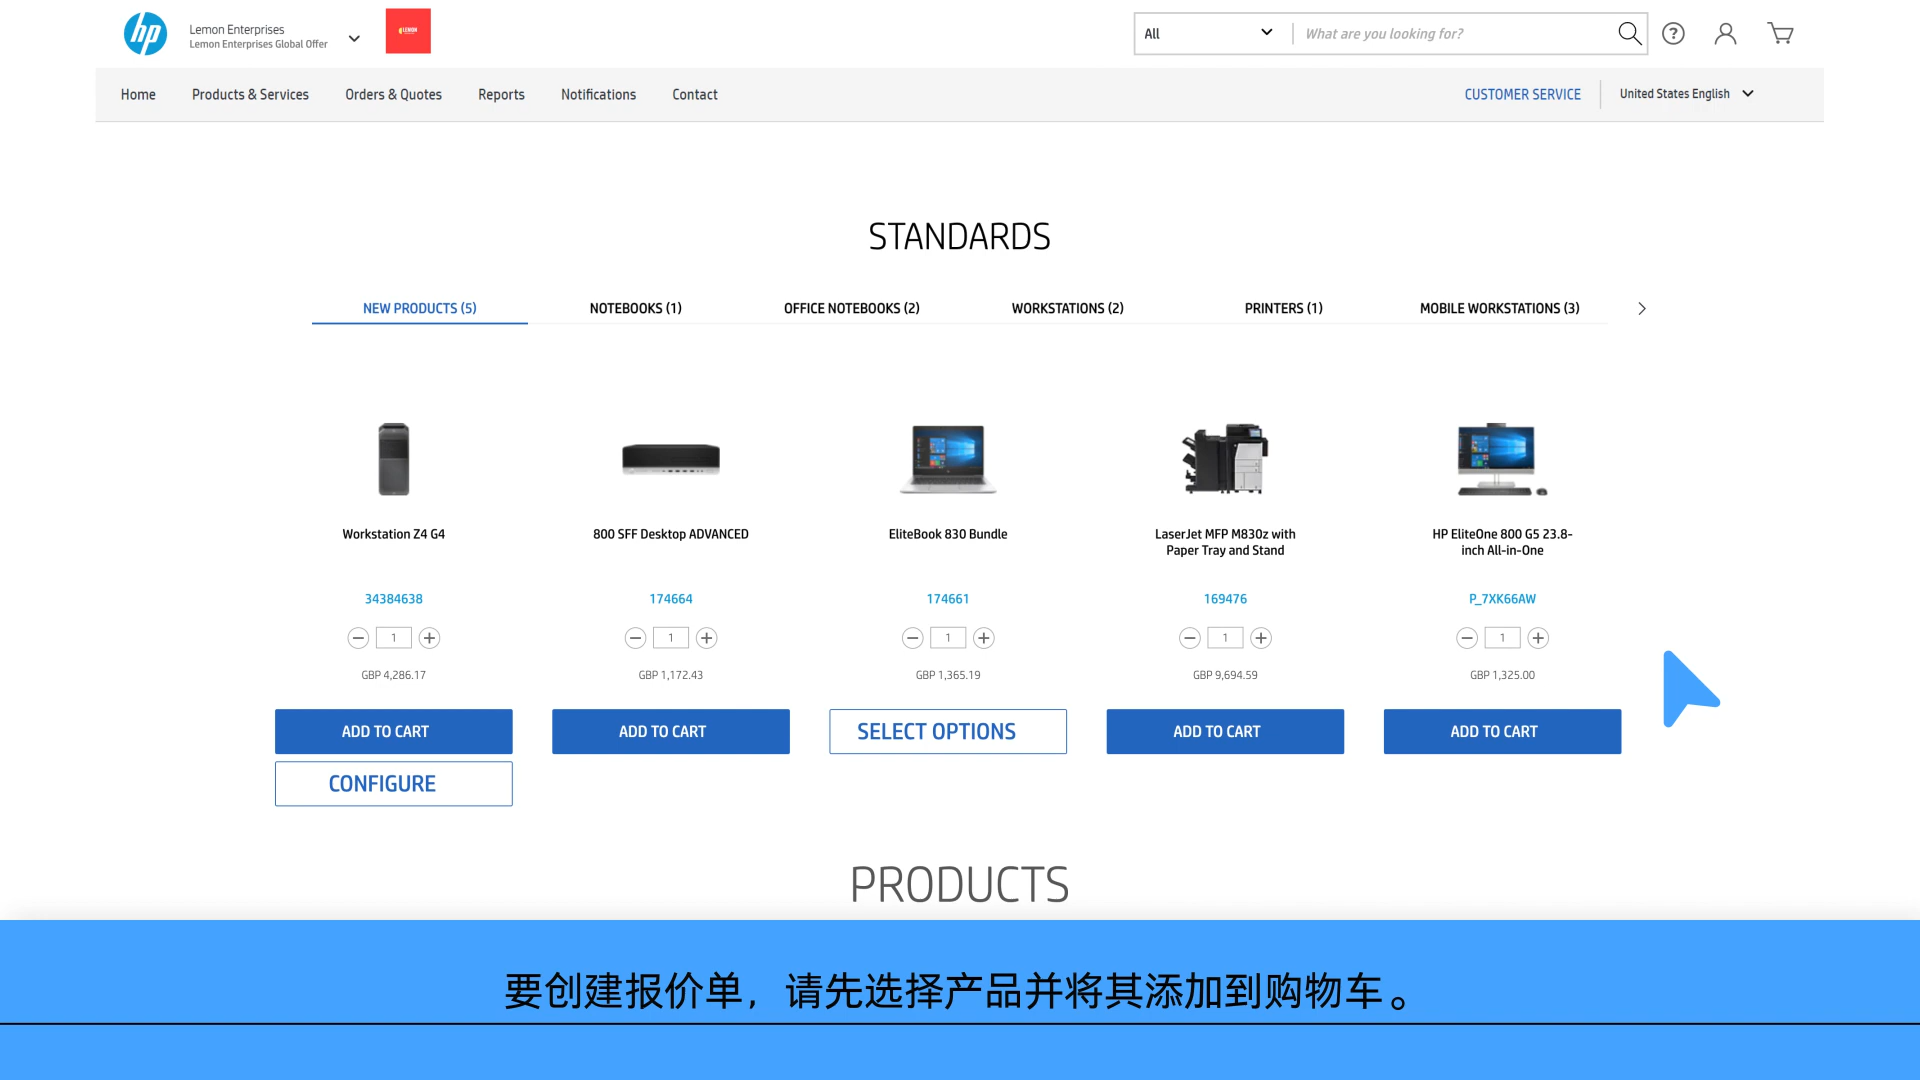 hp
Lemon Enterprises
Lemon Enterprises Global Offer
LEMON
All
What are you looking for?
?
Home
Products & Services
Orders & Quotes
Reports
Notifications
Contact
CUSTOMER SERVICE
United States English
STANDARDS
NEW PRODUCTS (5)
NOTEBOOKS (1)
OFFICE NOTEBOOKS (2)
WORKSTATIONS (2)
PRINTERS (1)
MOBILE WORKSTATIONS (3)
Workstation Z4 G4
34384638
1
GBP 4,286.17
ADD TO CART
CONFIGURE
800 SFF Desktop ADVANCED
174664
1
GBP 1,172.43
ADD TO CART
EliteBook 830 Bundle
174661
1
GBP 1,365.19
SELECT OPTIONS
LaserJet MFP M830z with
Paper Tray and Stand
169476
1
GBP 9,694.59
ADD TO CART
HP EliteOne 800 G5 23.8-
inch All-in-One
P_7XK66AW
1
GBP 1,325.00
ADD TO CART
PRODUCTS
要创建报价单，请先选择产品并将其添加到购物车。